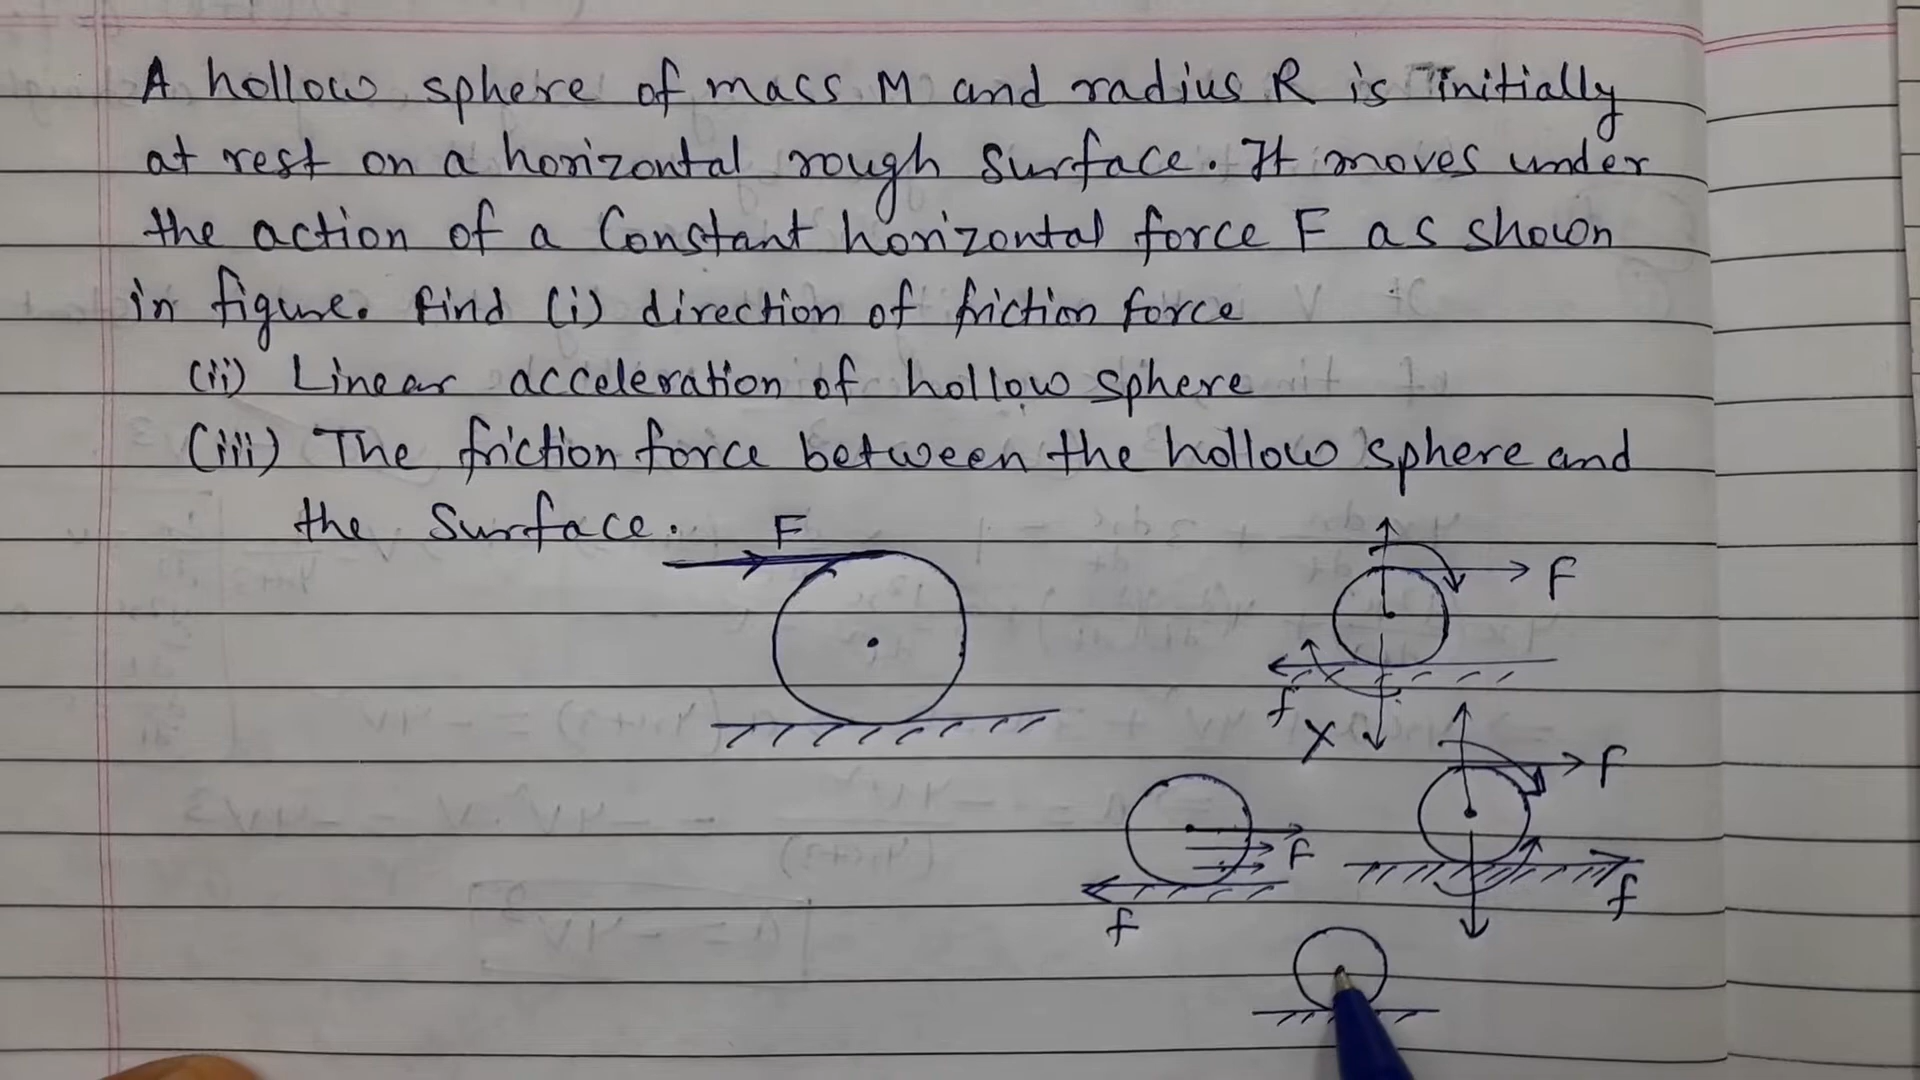 A hollow sphere of mass M and radius R is initially
at rest on a horizontal rough surface. It moves under
the action of a constant horizontal force F as shown
in figure. find (i) direction of friction force
(ii) Linear acceleration of hollow sphere
(iii) The friction force between the hollow sphere and
the surface.
F
F
f
X
f
F
f
f